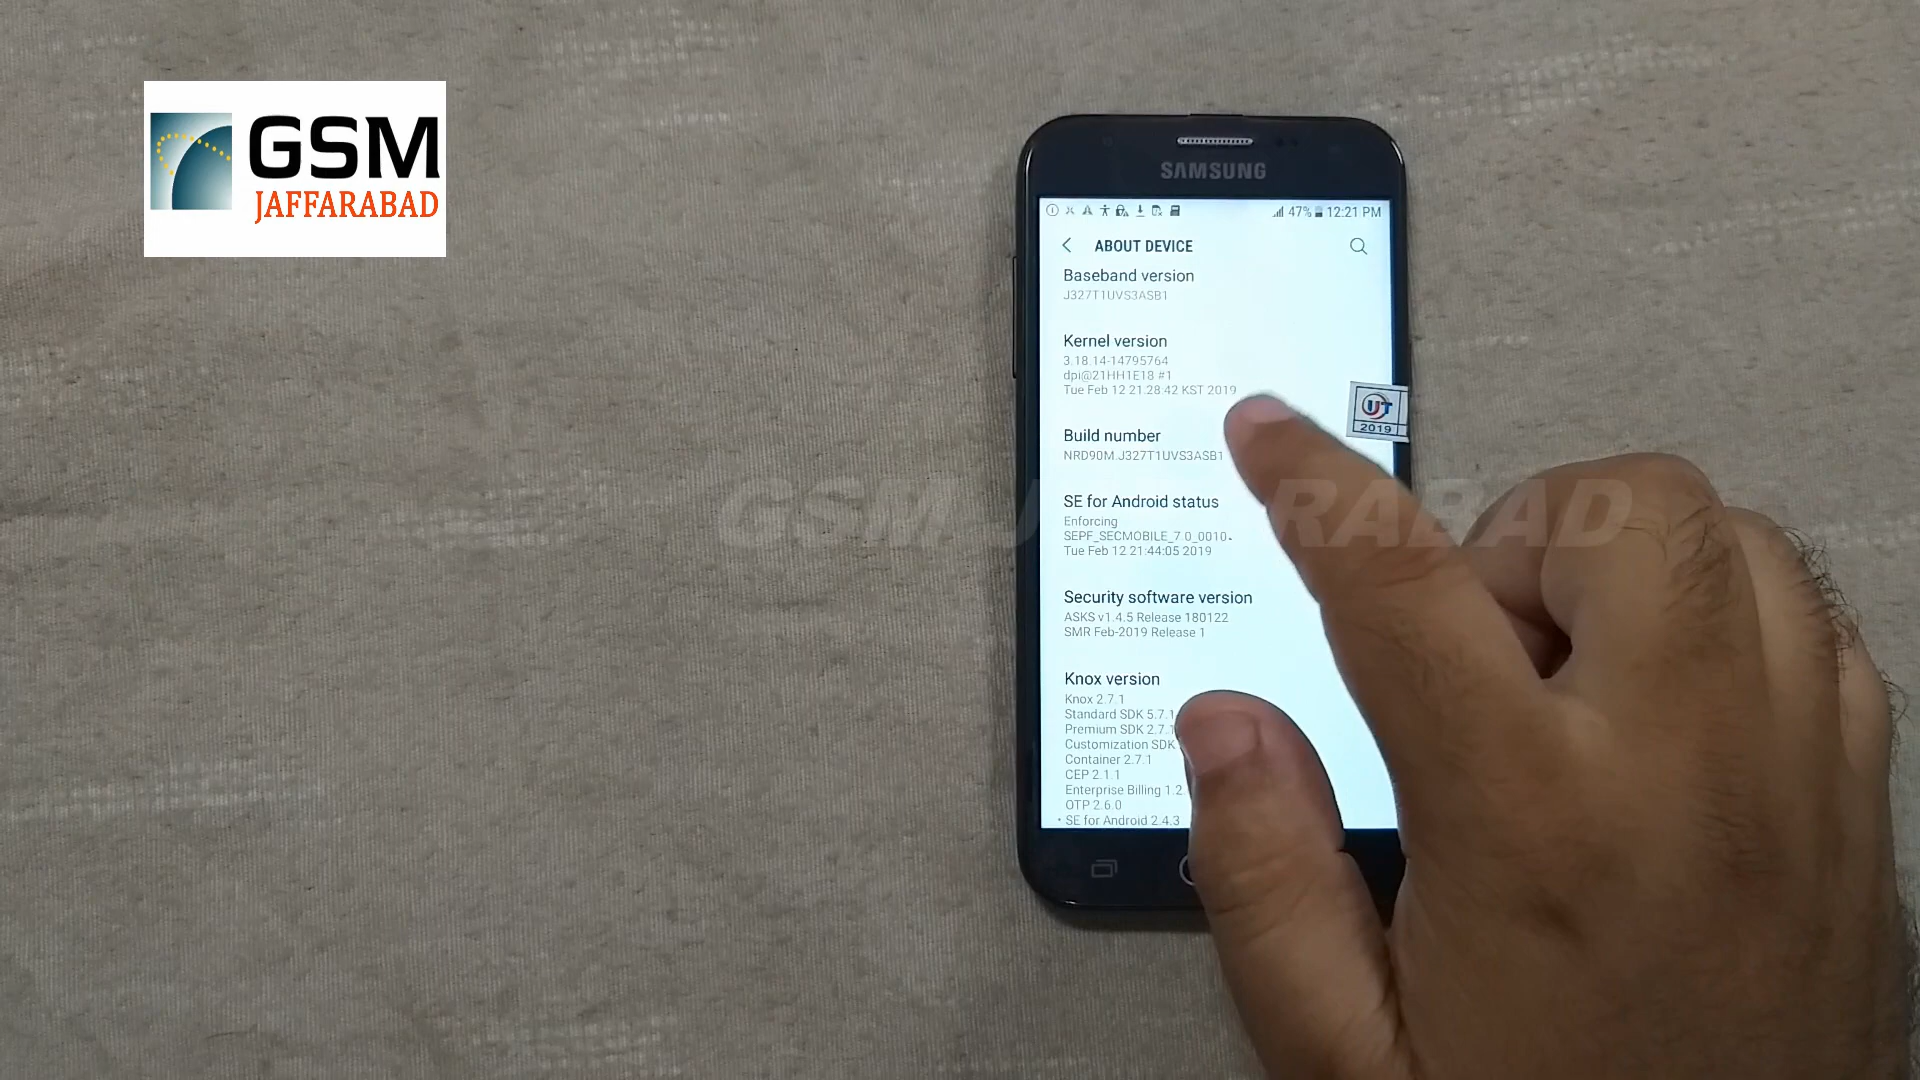 GSM
JAFFARABAD
SAMSUNG
47% 12:21 PM
ABOUT DEVICE
Baseband version
J327T1UVS3ASB1
Kernel version
3.18.14-14795764
dpi@21HH1E18 #1
Tue Feb 12 21:28:42 KST 2019
Build number
NRD90M.J327T1UVS3ASB1
SE for Android status
Enforcing
SEPF_SECMOBILE_7.0_0010
Tue Feb 12 21:44:05 2019
Security software version
ASKS v1.4.5 Release 180122
SMR Feb-2019 Release 1
Knox version
Knox 2.7.1
Standard SDK 5.7.1
Premium SDK 2.7.1
Customization SDK
Container 2.7.1
CEP 2.1.1
Enterprise Billing 1.2.
OTP 2.6.0
SE for Android 2.4.3
UT
2019
GSM JAFFARABAD